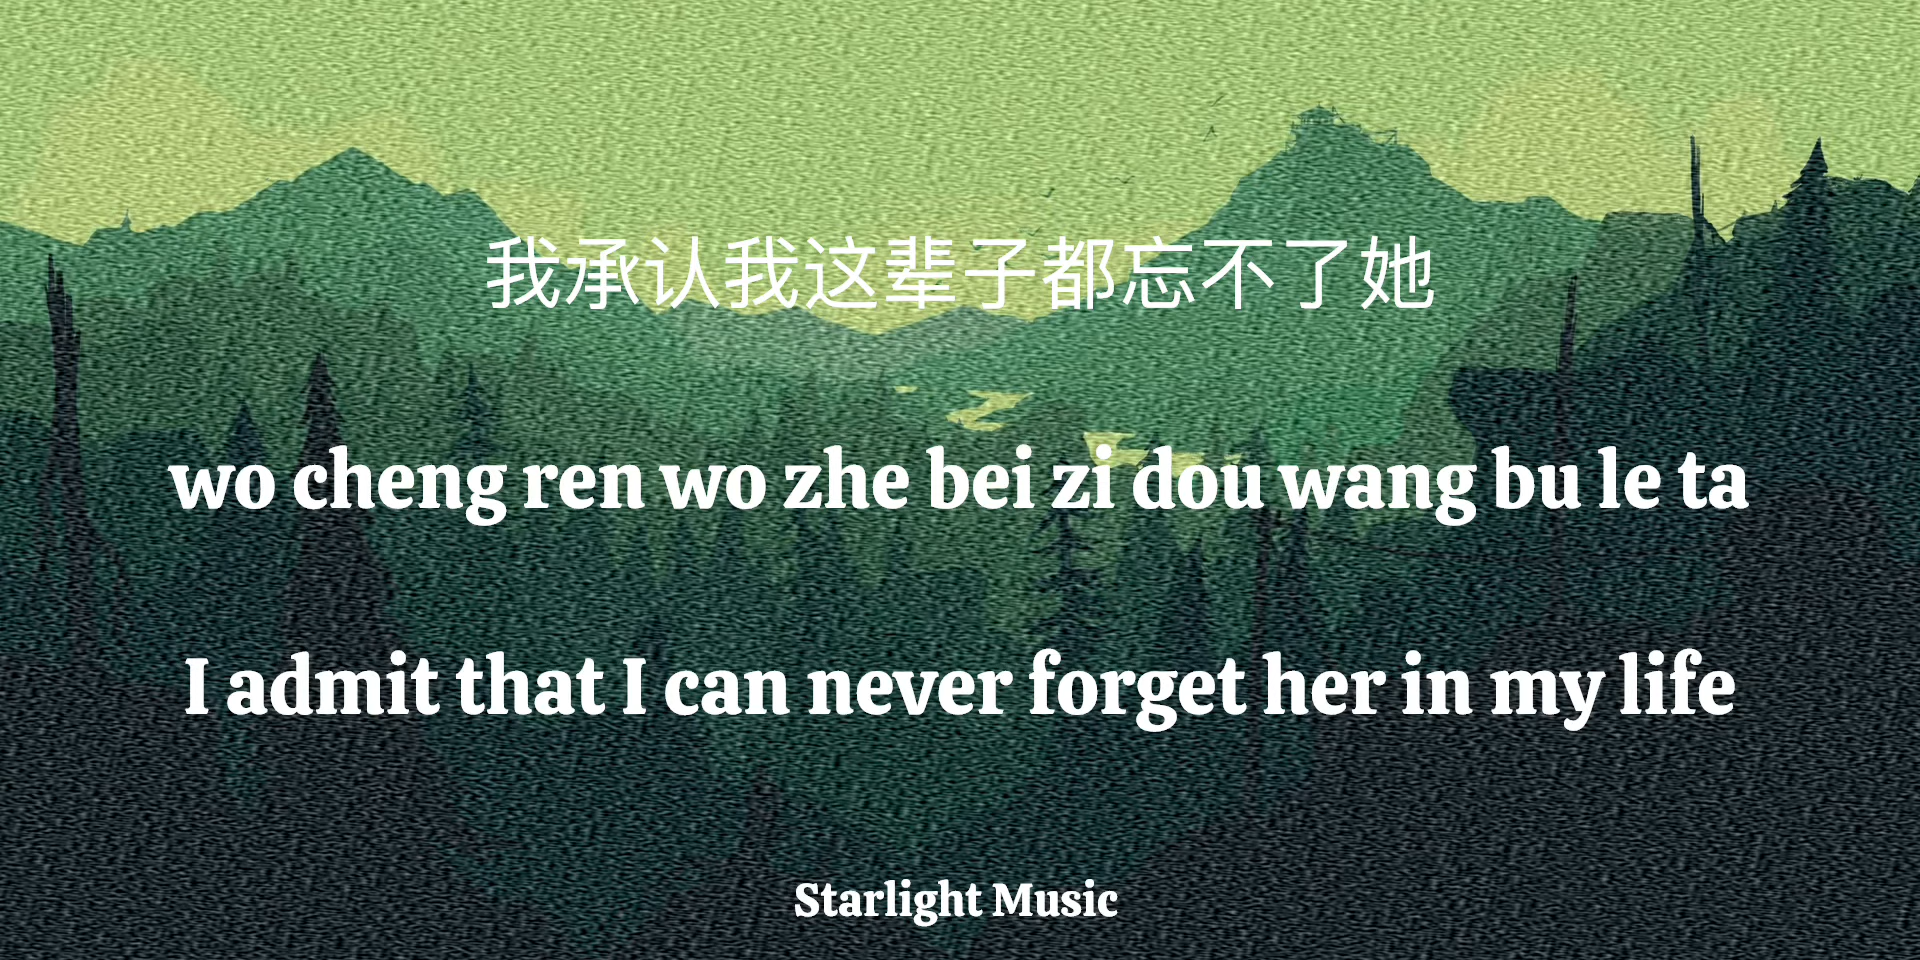 我承认我这辈子都忘不了她
wo cheng ren wo zhe bei zi dou wang bu le ta
I admit that I can never forget her in my life
Starlight Music